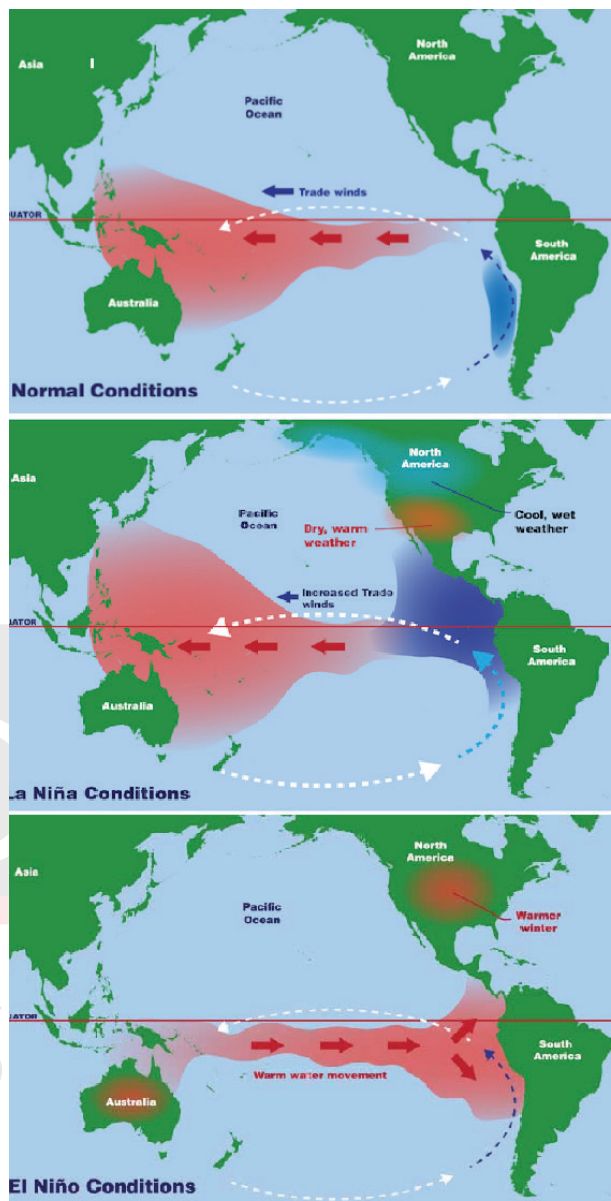 North
America
Asia
Pacific
Ocean
Trade winds
UATOR
South
America
Australia
Normal Conditions
North
America
Asia
Pacific
Ocean
Cool, wet
weather
Dry, warm
weather
Increased Trade
winds
UATOR
South
America
Australia
La Niña Conditions
North
America
Asia
Pacific
Ocean
Warmer
winter
UATOR
South
America
Warm water movement
Australia
El Niño Conditions